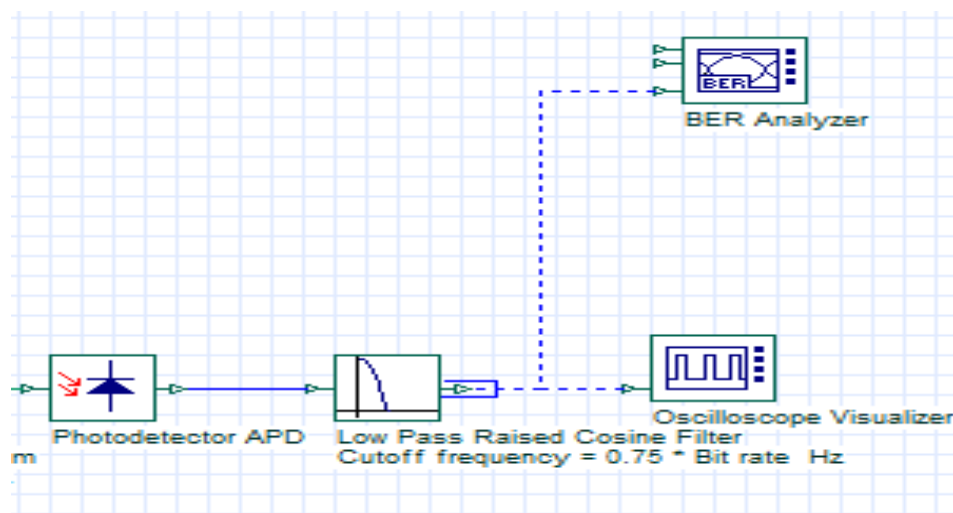 BER
BER Analyzer
Oscilloscope Visualizer
Photodetector APD
Low Pass Raised Cosine Filter
m
Cutoff frequency = 0.75 * Bit rate Hz